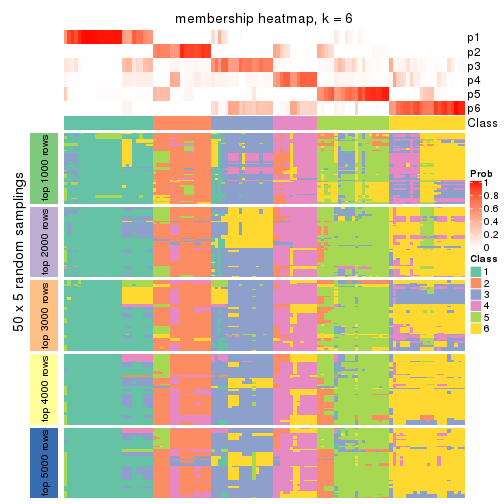 membership heatmap, k = 6
p1
p2
p3
p4
p5
p6
Class
50 x 5 random samplings
top 1000 rows
top 2000 rows
top 3000 rows
top 4000 rows
top 5000 rows
Prob
1
0.8
0.6
0.4
0.2
0
Class
1
2
3
4
5
6